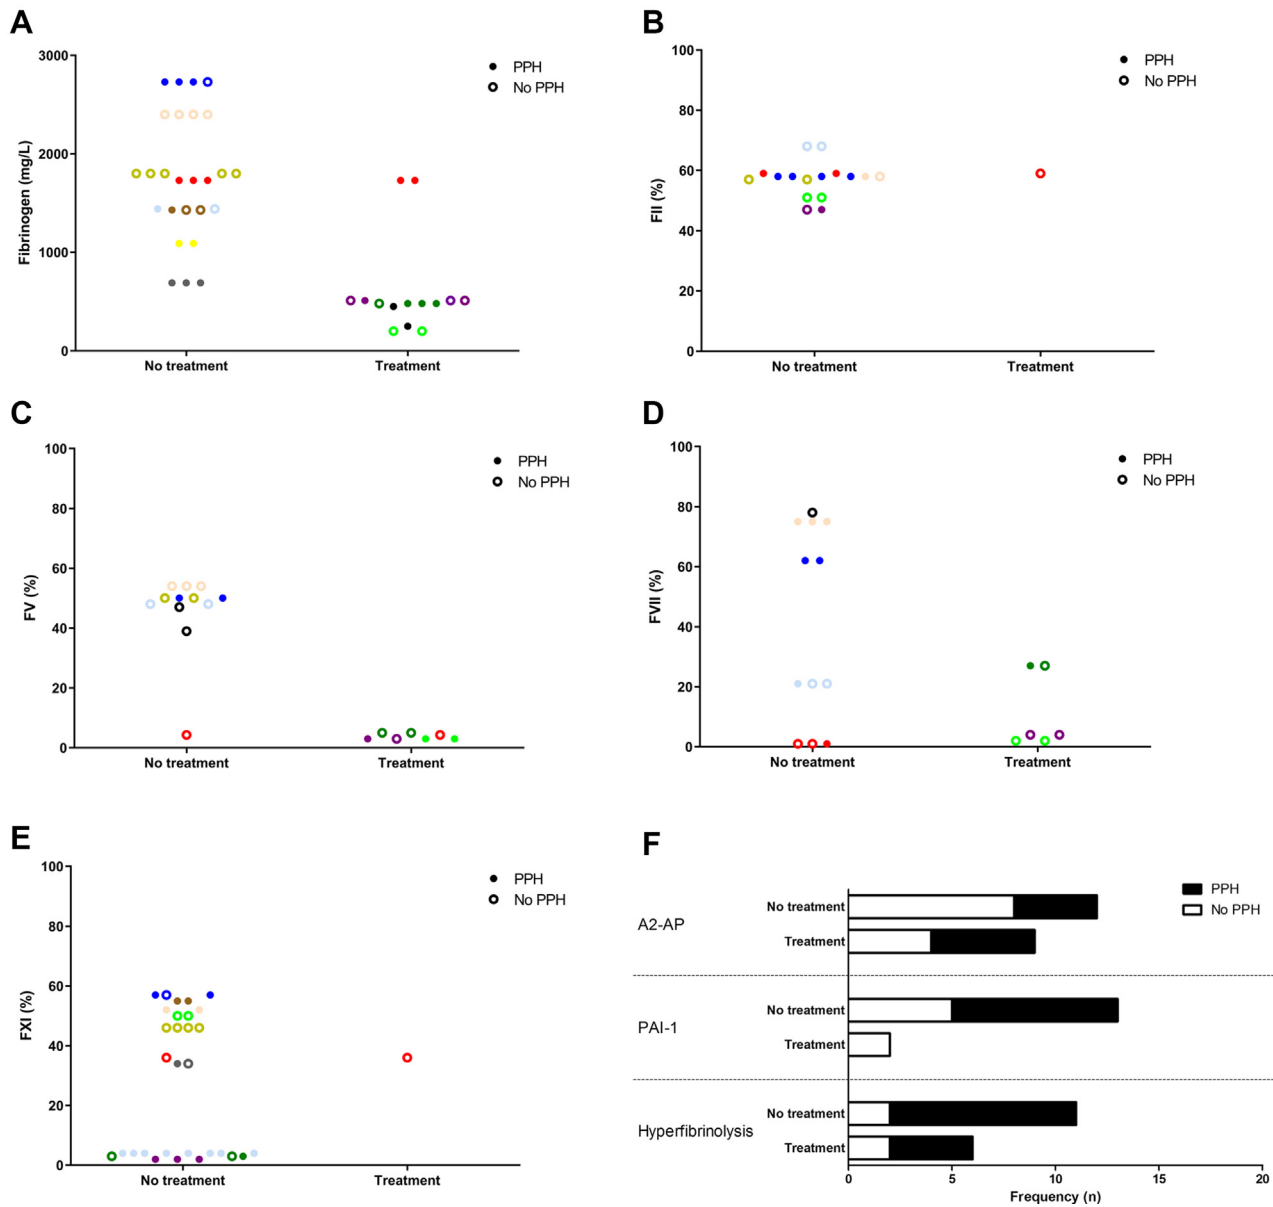 A
Fibrinogen (mg/L)
3000
2000
1000
0
No treatment
Treatment
PPH
No PPH
B
FII (%)
100
80
60
40
20
0
No treatment
Treatment
PPH
No PPH
C
FV (%)
100
80
60
40
20
0
No treatment
Treatment
PPH
No PPH
D
FVII (%)
100
80
60
40
20
0
No treatment
Treatment
PPH
No PPH
E
FXI (%)
100
80
60
40
20
0
No treatment
Treatment
PPH
No PPH
F
PPH
No PPH
A2-AP
No treatment
Treatment
PAI-1
No treatment
Treatment
Hyperfibrinolysis
No treatment
Treatment
0
5
10
15
20
Frequency (n)